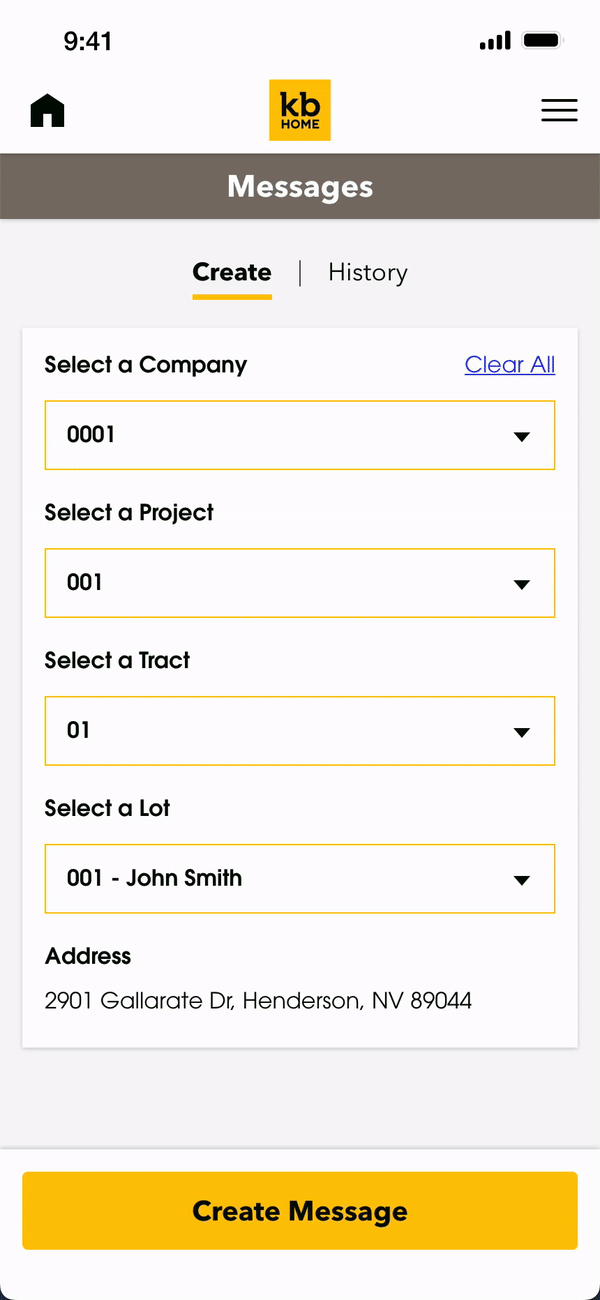 9:41
kb
HOME
Messages
Create | History
Select a Company Clear All
0001
Select a Project
001
Select a Tract
01
Select a Lot
001 - John Smith
Address
2901 Gallarate Dr, Henderson, NV 89044
Create Message